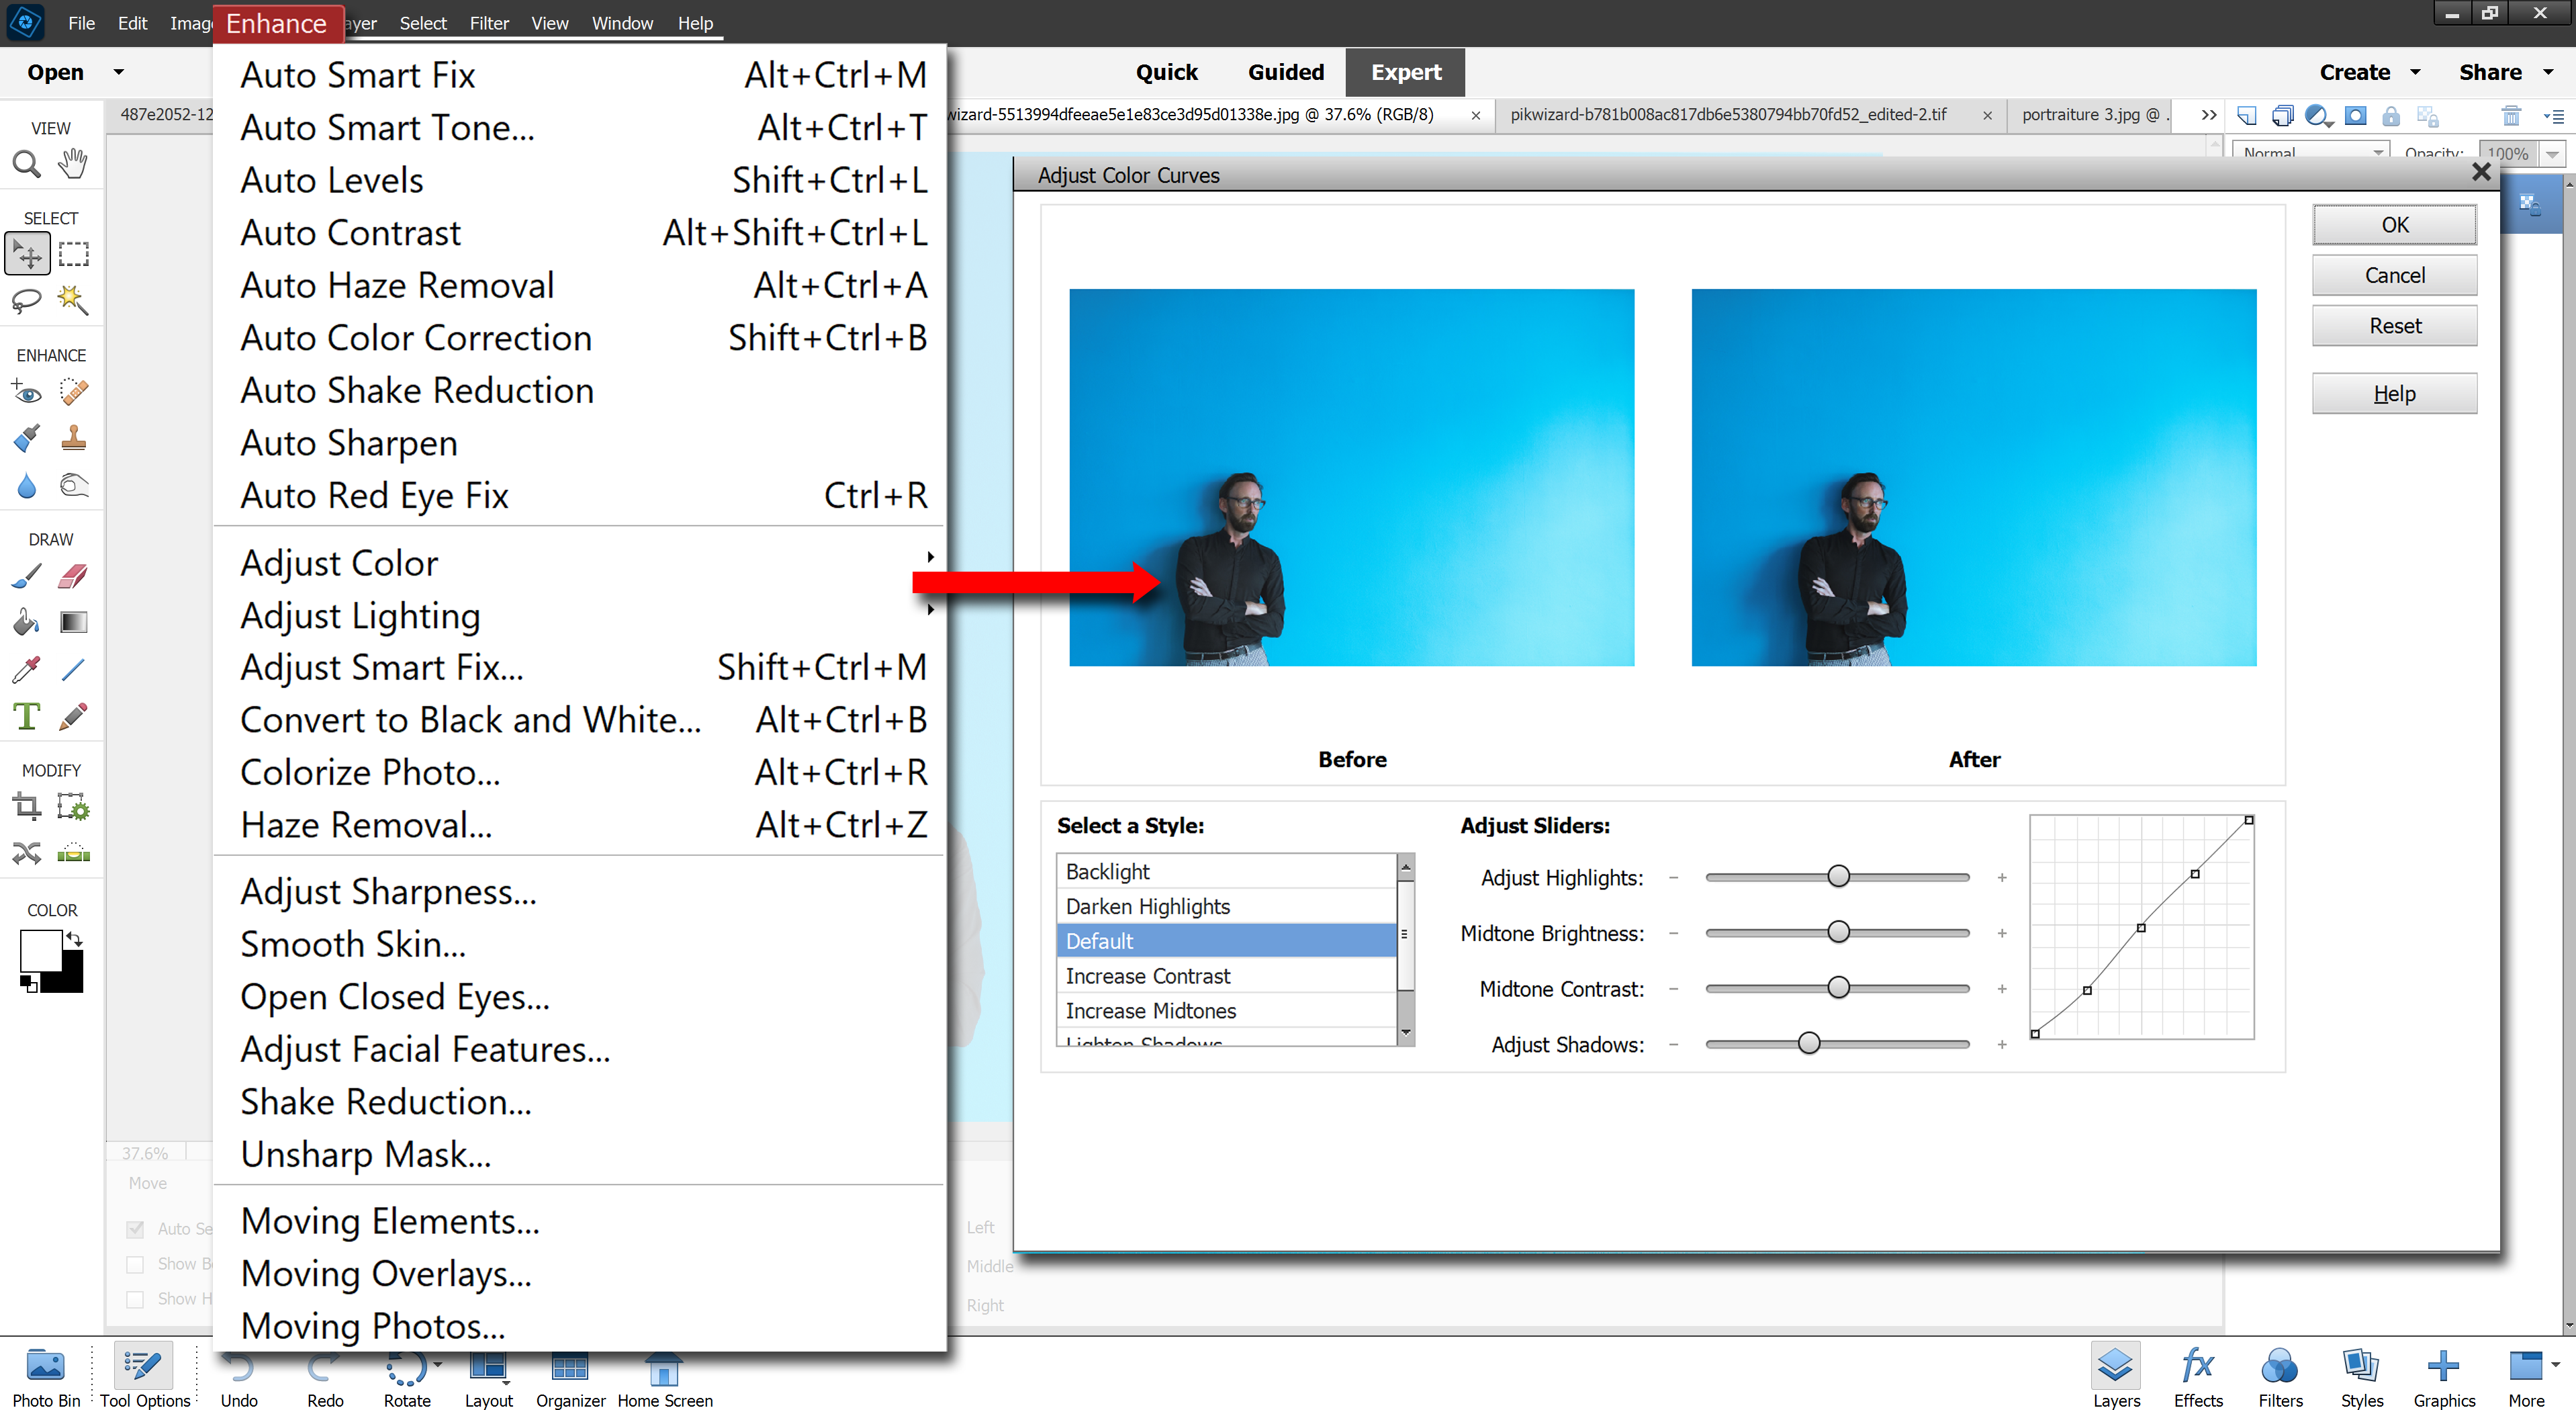 File Edit Imag Enhance ayer Select Filter View Window Help
Open
Quick Guided Expert
Create Share
487e2052-12
wizard-5513994dfeeae5e1e83ce3d95d01338e.jpg @ 37.6% (RGB/8) ×
pikwizard-b781b008ac817db6e5380794bb70fd52_edited-2.tif ×
portraiture 3.jpg @ .
>>
Normal Opacity: 100%
VIEW
SELECT
ENHANCE
DRAW
MODIFY
COLOR
Auto Smart Fix Alt+Ctrl+M
Auto Smart Tone... Alt+Ctrl+T
Auto Levels Shift+Ctrl+L
Auto Contrast Alt+Shift+Ctrl+L
Auto Haze Removal Alt+Ctrl+A
Auto Color Correction Shift+Ctrl+B
Auto Shake Reduction
Auto Sharpen
Auto Red Eye Fix Ctrl+R
Adjust Color
Adjust Lighting
Adjust Smart Fix... Shift+Ctrl+M
Convert to Black and White... Alt+Ctrl+B
Colorize Photo... Alt+Ctrl+R
Haze Removal... Alt+Ctrl+Z
Adjust Sharpness...
Smooth Skin...
Open Closed Eyes...
Adjust Facial Features...
Shake Reduction...
Unsharp Mask...
Moving Elements...
Moving Overlays...
Moving Photos...
Adjust Color Curves
OK
Cancel
Reset
Help
Before After
Select a Style:
Backlight
Darken Highlights
Default
Increase Contrast
Increase Midtones
Lighten Shadows
Adjust Sliders:
Adjust Highlights: − +
Midtone Brightness: − +
Midtone Contrast: − +
Adjust Shadows: − +
37.6%
Move
Auto Se
Show B
Show H
Left
Middle
Right
Photo Bin Tool Options Undo Redo Rotate Layout Organizer Home Screen
fx
Layers Effects Filters Styles Graphics More